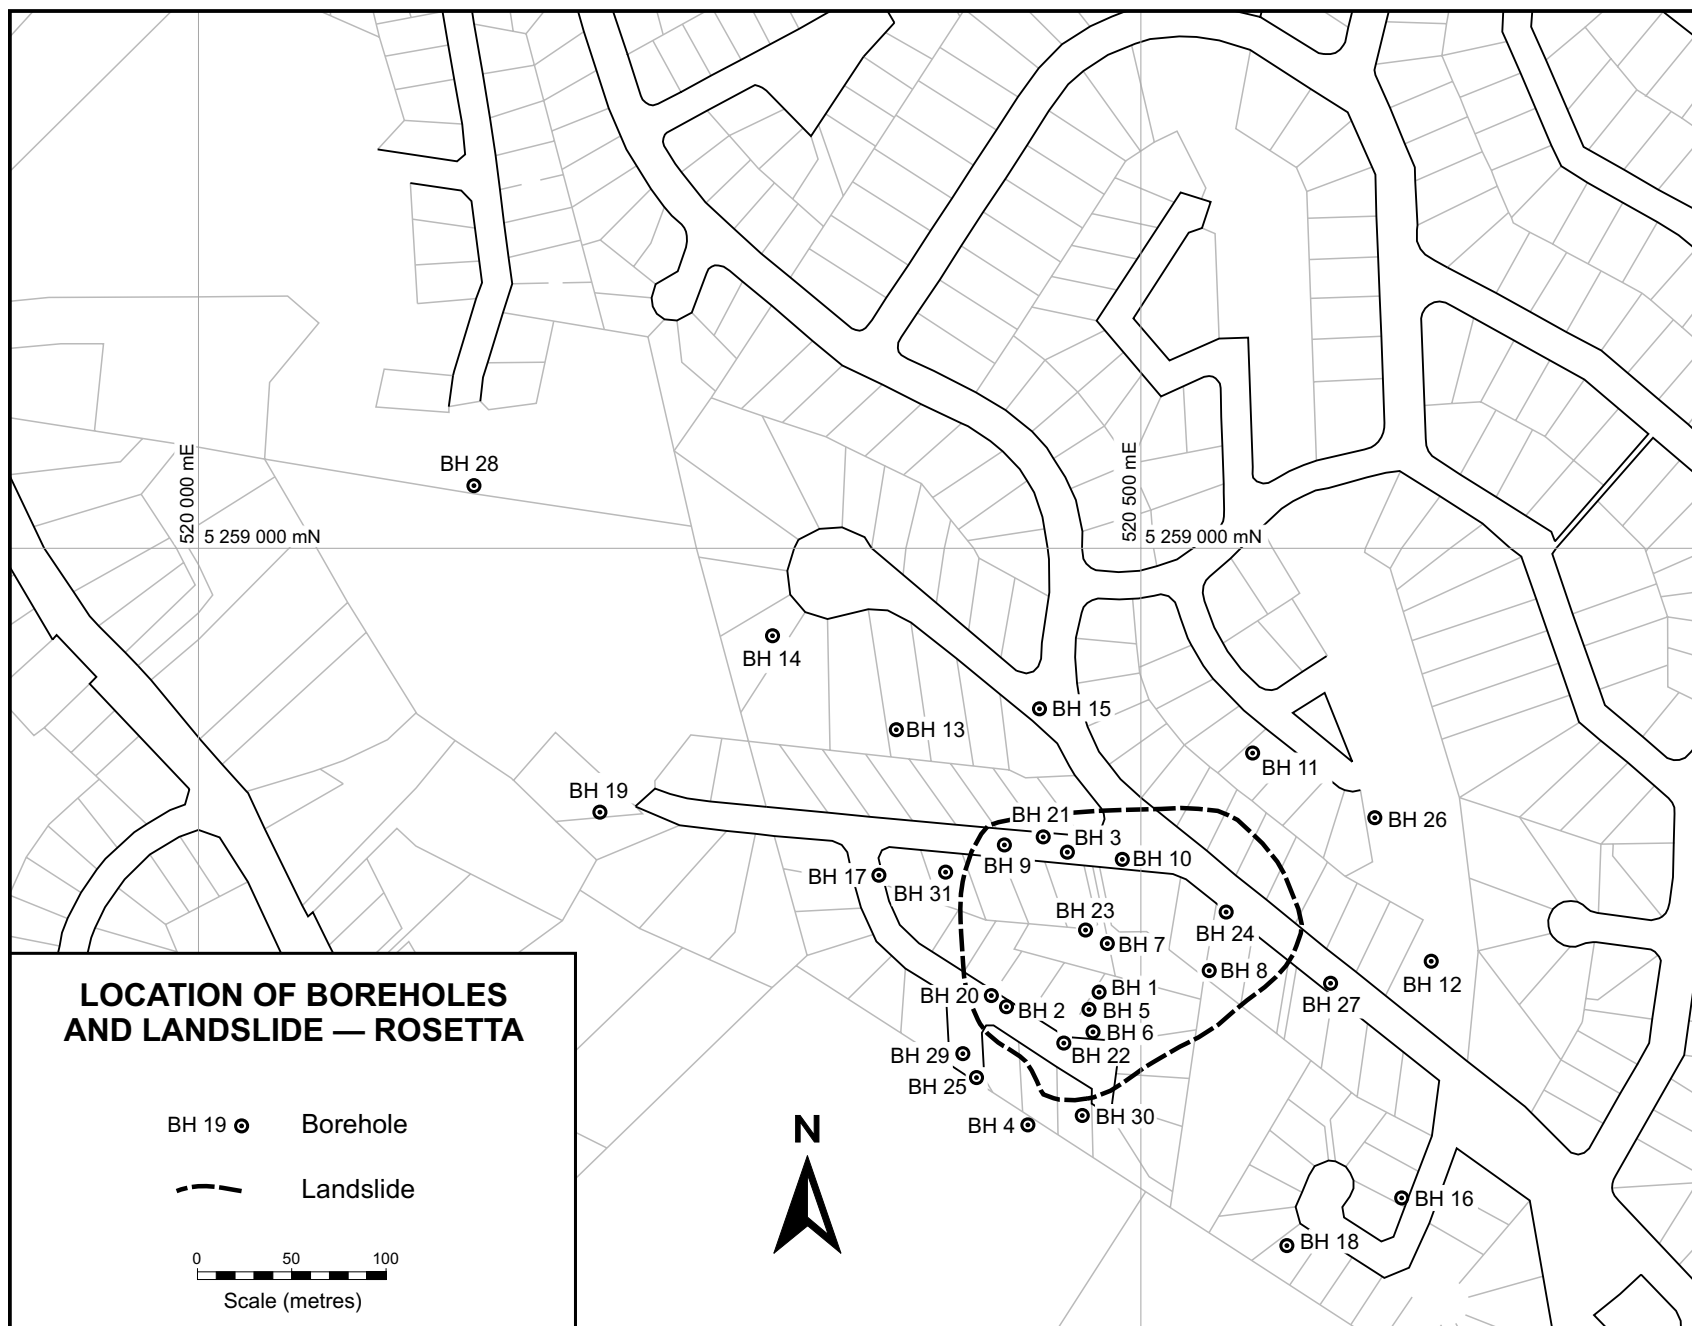 520 500 mE
520 000 mE
BH 28
5 259 000 mN
5 259 000 mN
BH 14
BH 15
BH 13
BH 11
BH 19
BH 21
BH 26
BH 3
BH 9
BH 10
BH 17
BH 31
BH 23
BH 24
BH 7
BH 8
BH 12
BH 1
BH 20
BH 27
BH 2
BH 5
BH 6
BH 22
BH 29
BH 25
BH 30
BH 4
BH 16
BH 18
LOCATION OF BOREHOLES
AND LANDSLIDE — ROSETTA
BH 19 Borehole
Landslide
0 50 100
Scale (metres)
N